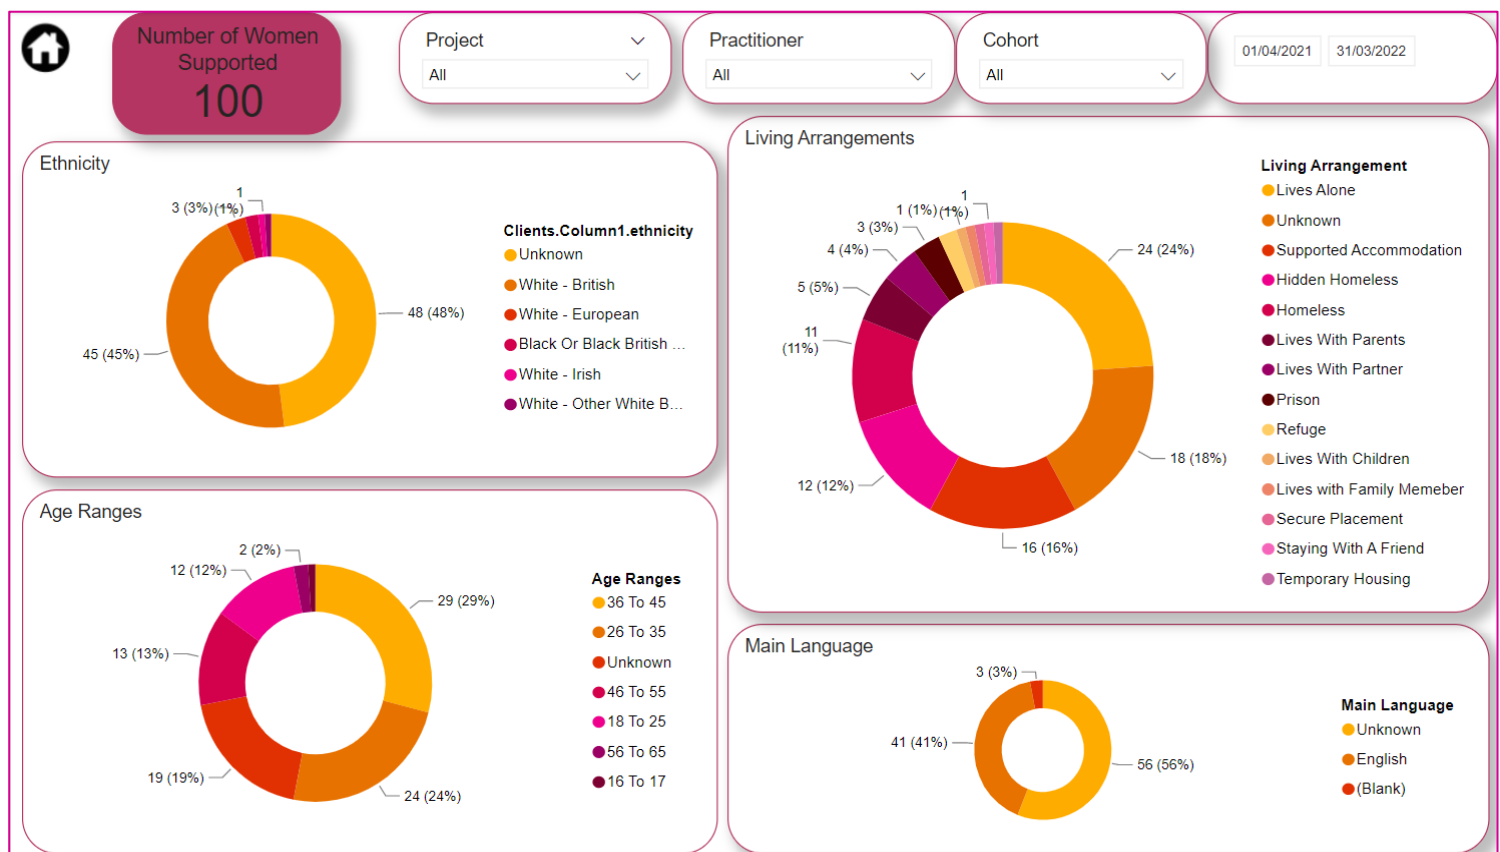 Number of Women
Supported
100
Project
All
Practitioner
All
Cohort
All
01/04/2021
31/03/2022
Ethnicity
1
3 (3%)
(1%)
48 (48%)
45 (45%)
Clients.Column1.ethnicity
Unknown
White - British
White - European
Black Or Black British ...
White - Irish
White - Other White B...
Living Arrangements
1
1 (1%)
(1%)
3 (3%)
4 (4%)
5 (5%)
11
(11%)
12 (12%)
16 (16%)
18 (18%)
24 (24%)
Living Arrangement
Lives Alone
Unknown
Supported Accommodation
Hidden Homeless
Homeless
Lives With Parents
Lives With Partner
Prison
Refuge
Lives With Children
Lives with Family Memeber
Secure Placement
Staying With A Friend
Temporary Housing
Age Ranges
2 (2%)
12 (12%)
29 (29%)
13 (13%)
19 (19%)
24 (24%)
Age Ranges
36 To 45
26 To 35
Unknown
46 To 55
18 To 25
56 To 65
16 To 17
Main Language
3 (3%)
41 (41%)
56 (56%)
Main Language
Unknown
English
(Blank)